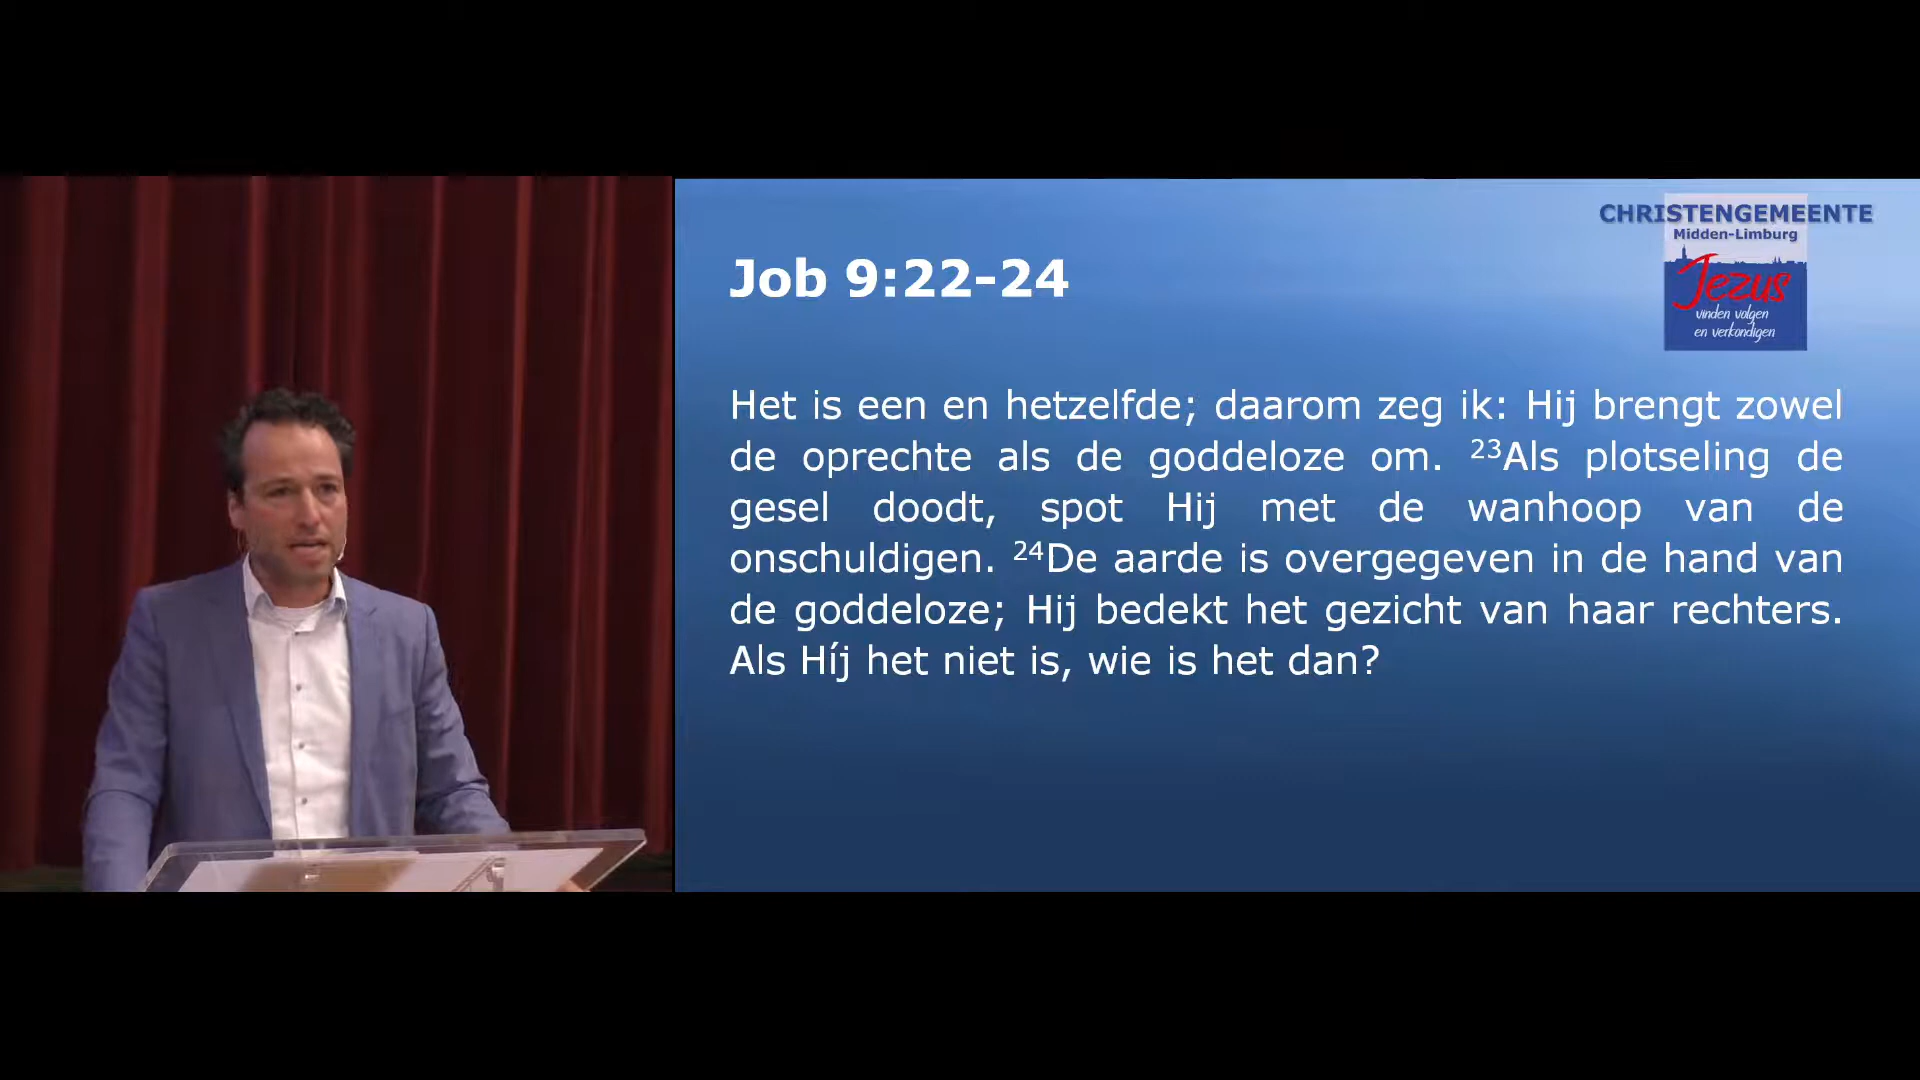 CHRISTENGEMEENTE
Midden-Limburg
Jezus
vinden volgen
en verkondigen
Job 9:22-24
Het is een en hetzelfde; daarom zeg ik: Hij brengt zowel
de oprechte als de goddeloze om. ²³Als plotseling de
gesel doodt, spot Hij met de wanhoop van de
onschuldigen. ²⁴De aarde is overgegeven in de hand van
de goddeloze; Hij bedekt het gezicht van haar rechters.
Als Híj het niet is, wie is het dan?